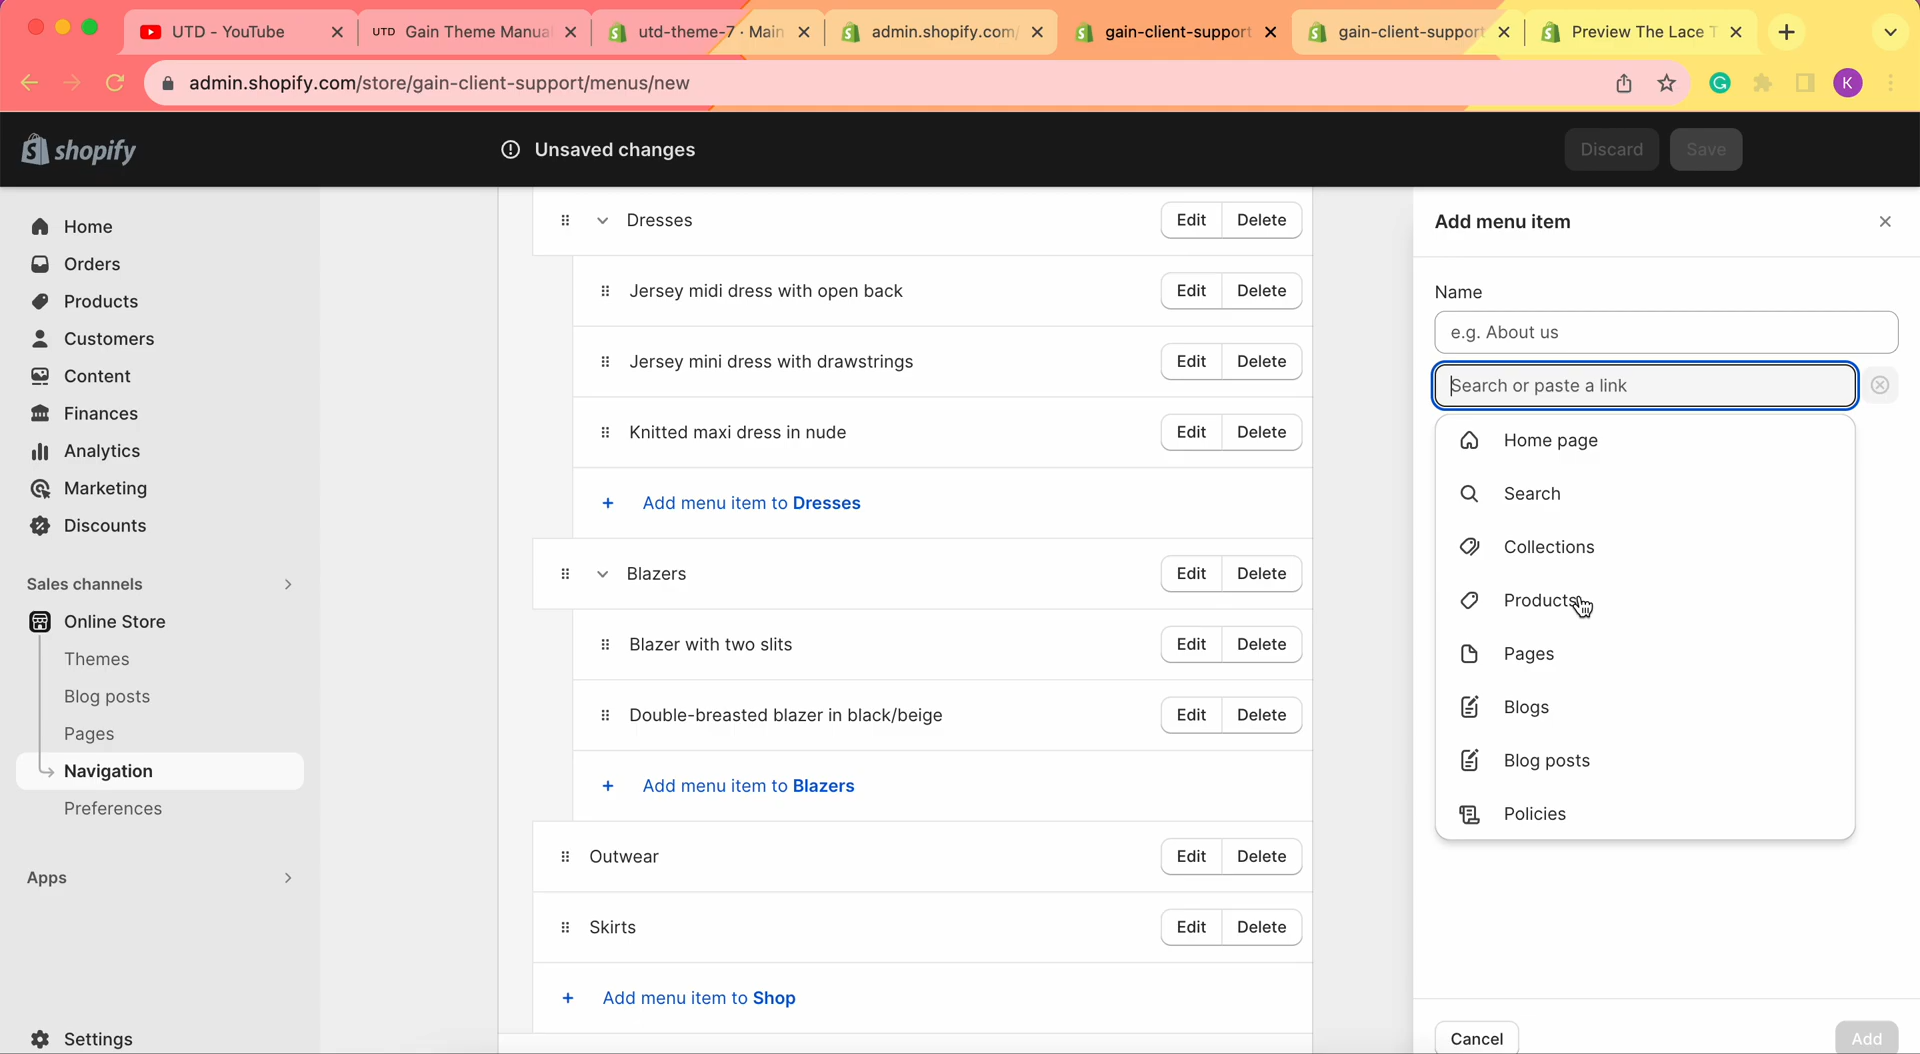 UTD - YouTube
UTD Gain Theme Manua
utd-theme-7 · Main
admin.shopify.com/
gain-client-support
gain-client-support
Preview The Lace T
admin.shopify.com/store/gain-client-support/menus/new
K
shopify
Unsaved changes
Discard
Save
Home
Orders
Products
Customers
Content
Finances
Analytics
Marketing
Discounts
Sales channels
Online Store
Themes
Blog posts
Pages
Navigation
Preferences
Apps
Settings
Dresses Edit Delete
Jersey midi dress with open back Edit Delete
Jersey mini dress with drawstrings Edit Delete
Knitted maxi dress in nude Edit Delete
+ Add menu item to Dresses
Blazers Edit Delete
Blazer with two slits Edit Delete
Double-breasted blazer in black/beige Edit Delete
+ Add menu item to Blazers
Outwear Edit Delete
Skirts Edit Delete
+ Add menu item to Shop
Add menu item
Name
e.g. About us
Search or paste a link
Home page
Search
Collections
Products
Pages
Blogs
Blog posts
Policies
Cancel
Add